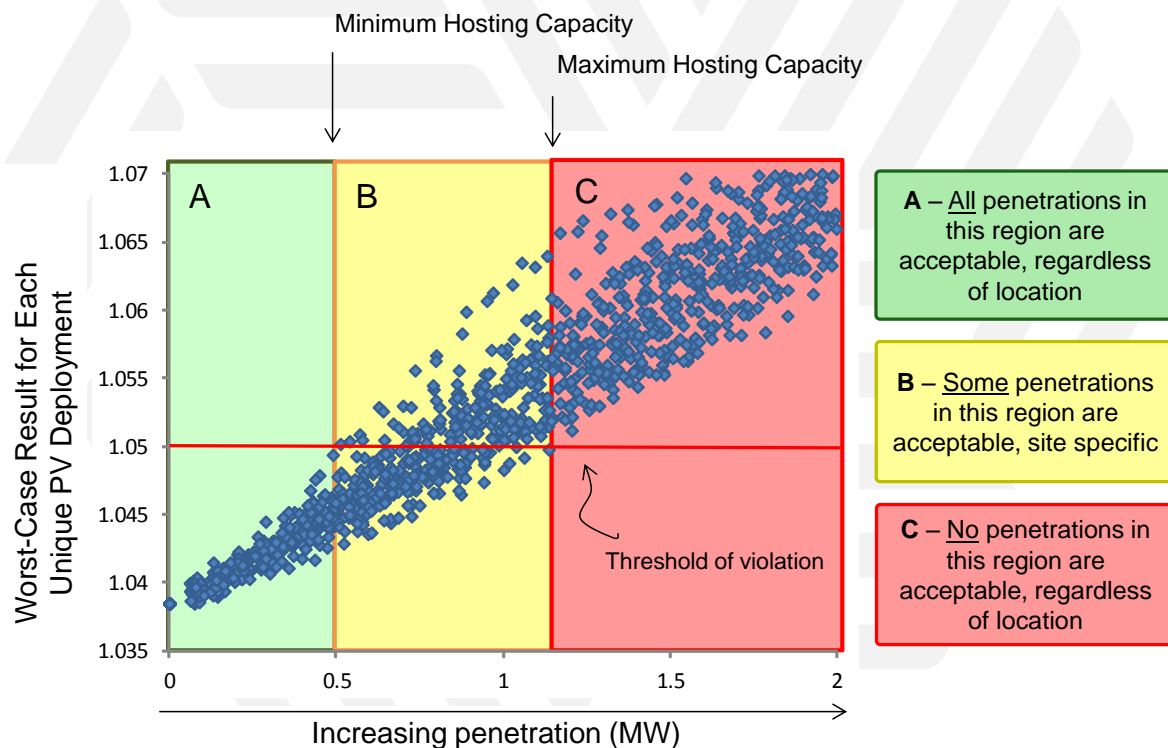 Minimum Hosting Capacity
Maximum Hosting Capacity
Worst-Case Result for Each
Unique PV Deployment
1.07
1.065
1.06
1.055
1.05
1.045
1.04
1.035
A
B
C
Threshold of violation
0
0.5
1
1.5
2
Increasing penetration (MW)
A – All penetrations in
this region are
acceptable, regardless
of location
B – Some penetrations
in this region are
acceptable, site specific
C – No penetrations in
this region are
acceptable, regardless
of location